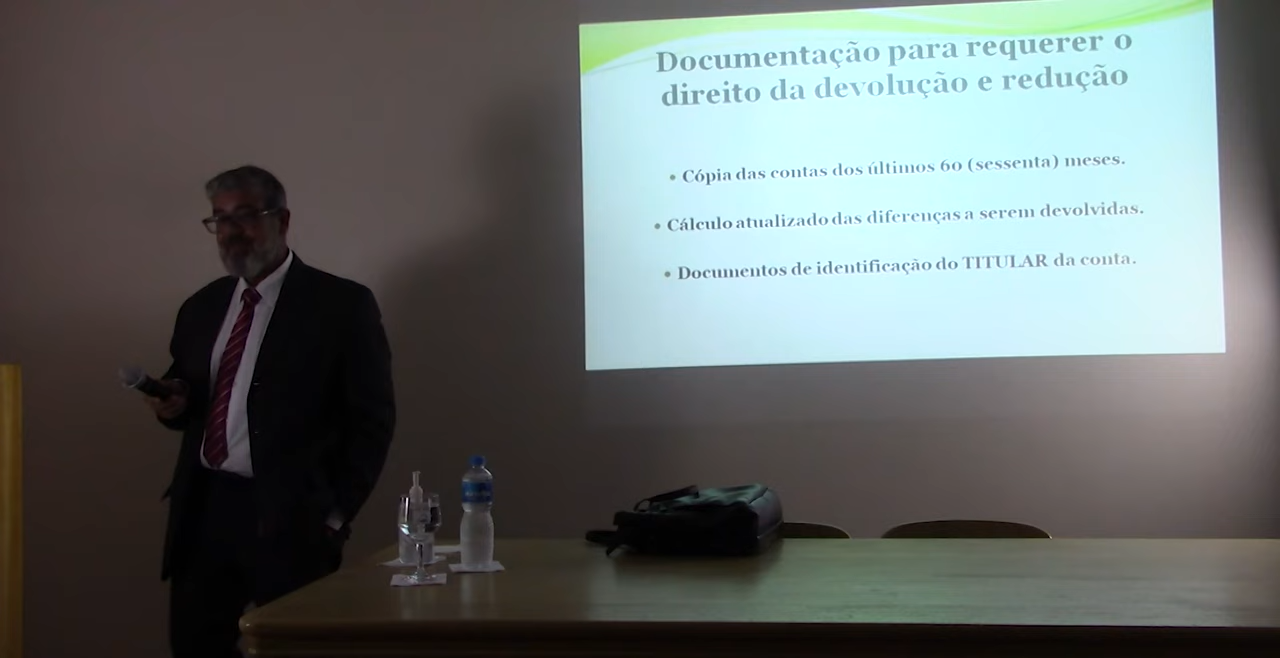 Documentação para requerer o
direito da devolução e redução
• Cópia das contas dos últimos 60 (sessenta) meses.
• Cálculo atualizado das diferenças a serem devolvidas.
• Documentos de identificação do TITULAR da conta.